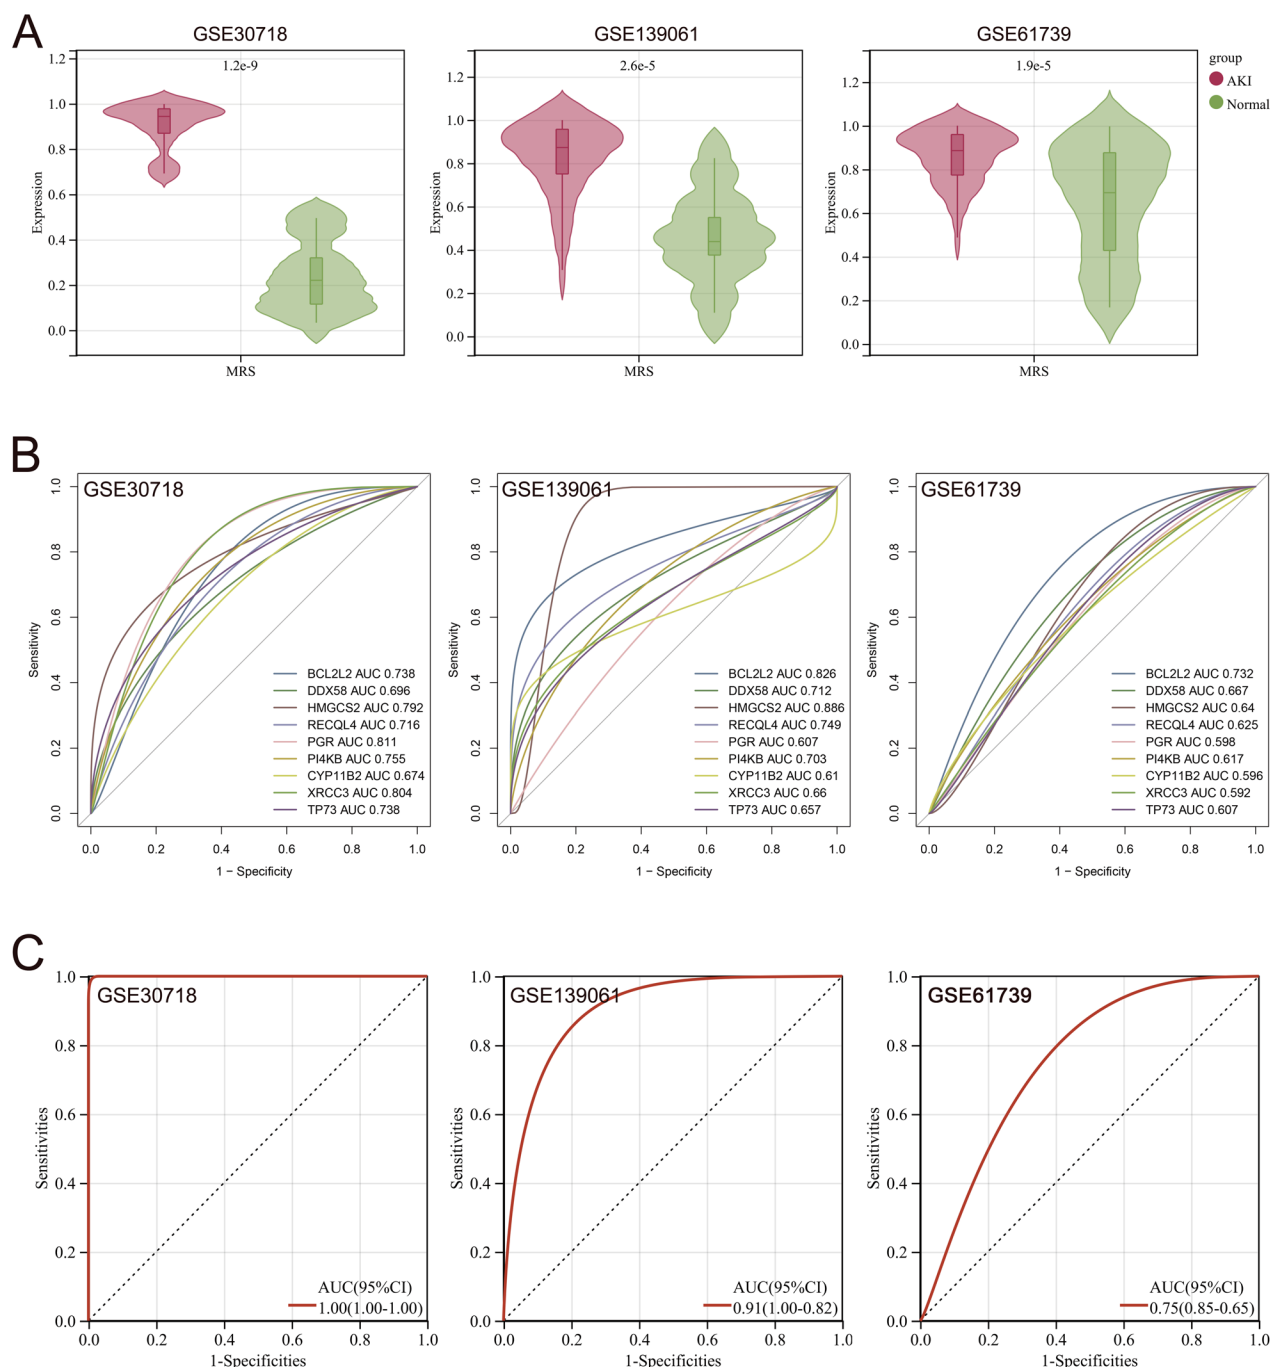 A
GSE30718
GSE139061
GSE61739
group
AKI
Normal
1.2e-9
2.6e-5
1.9e-5
Expression
1.2
1.0
0.8
0.6
0.4
0.2
0.0
MRS
Expression
1.2
1.0
0.8
0.6
0.4
0.2
0.0
MRS
Expression
1.2
1.0
0.8
0.6
0.4
0.2
0.0
MRS
B
GSE30718
Sensitivity
1.0
0.8
0.6
0.4
0.2
0.0
BCL2L2 AUC 0.738
DDX58 AUC 0.696
HMGCS2 AUC 0.792
RECQL4 AUC 0.716
PGR AUC 0.811
PI4KB AUC 0.755
CYP11B2 AUC 0.674
XRCC3 AUC 0.804
TP73 AUC 0.738
0.0 0.2 0.4 0.6 0.8 1.0
1 − Specificity
GSE139061
Sensitivity
1.0
0.8
0.6
0.4
0.2
0.0
BCL2L2 AUC 0.826
DDX58 AUC 0.712
HMGCS2 AUC 0.886
RECQL4 AUC 0.749
PGR AUC 0.607
PI4KB AUC 0.703
CYP11B2 AUC 0.61
XRCC3 AUC 0.66
TP73 AUC 0.657
0.0 0.2 0.4 0.6 0.8 1.0
1 − Specificity
GSE61739
Sensitivity
1.0
0.8
0.6
0.4
0.2
0.0
BCL2L2 AUC 0.732
DDX58 AUC 0.667
HMGCS2 AUC 0.64
RECQL4 AUC 0.625
PGR AUC 0.598
PI4KB AUC 0.617
CYP11B2 AUC 0.596
XRCC3 AUC 0.592
TP73 AUC 0.607
0.0 0.2 0.4 0.6 0.8 1.0
1 − Specificity
C
GSE30718
Sensitivities
1.0
0.8
0.6
0.4
0.2
0.0
AUC(95%CI)
1.00(1.00-1.00)
0.0 0.2 0.4 0.6 0.8 1.0
1-Specificities
GSE139061
Sensitivities
1.0
0.8
0.6
0.4
0.2
0.0
AUC(95%CI)
0.91(1.00-0.82)
0.0 0.2 0.4 0.6 0.8 1.0
1-Specificities
GSE61739
Sensitivities
1.0
0.8
0.6
0.4
0.2
0.0
AUC(95%CI)
0.75(0.85-0.65)
0.0 0.2 0.4 0.6 0.8 1.0
1-Specificities